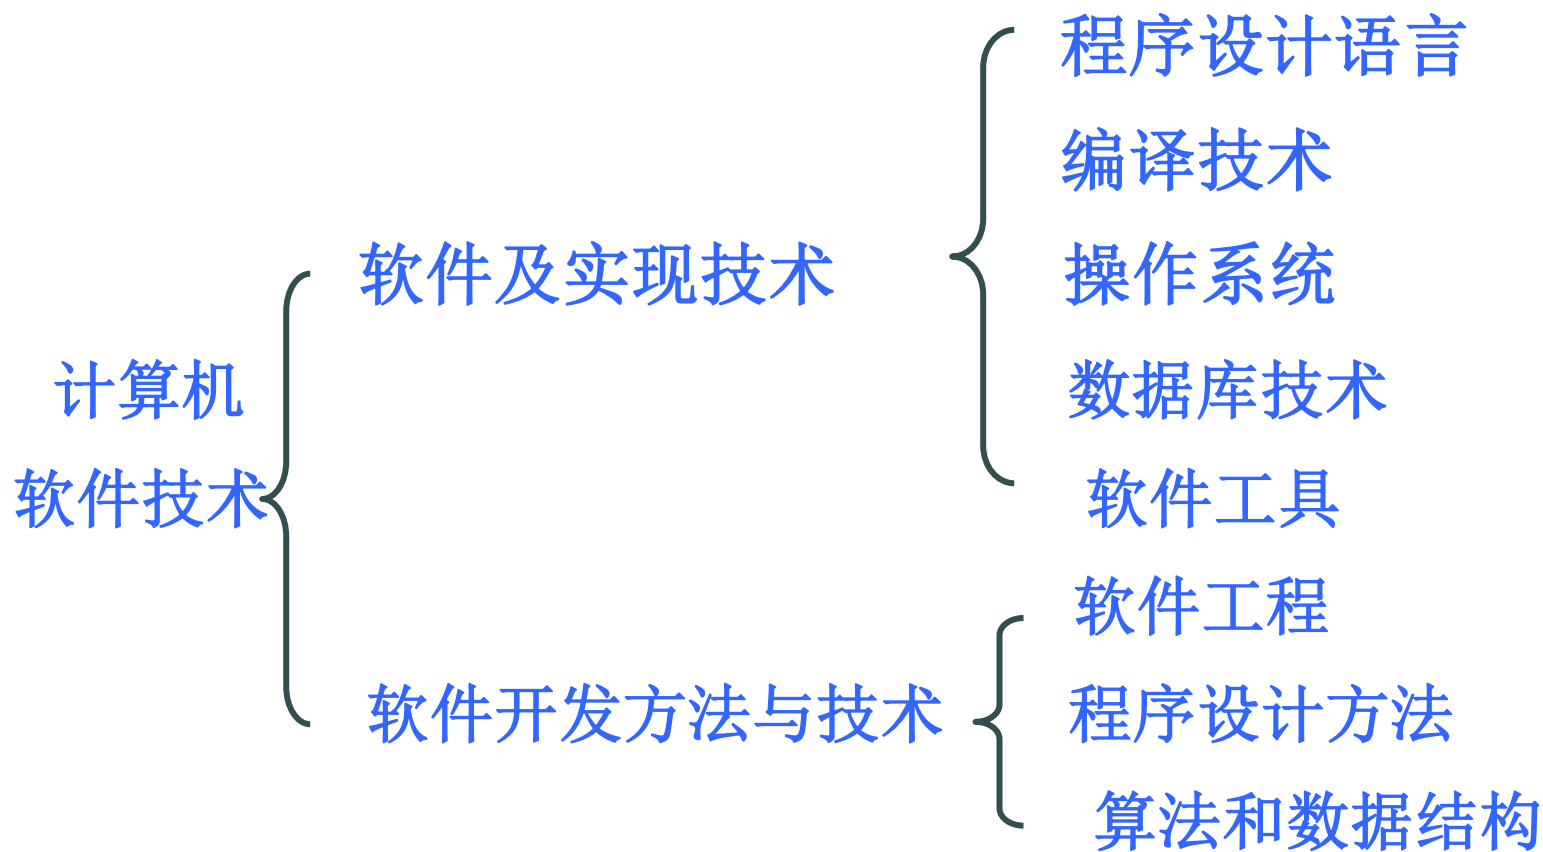 计算机
软件技术
软件及实现技术
程序设计语言
编译技术
操作系统
数据库技术
软件工具
软件开发方法与技术
软件工程
程序设计方法
算法和数据结构